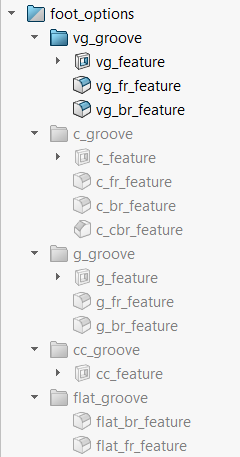 foot_options
vg_groove
vg_feature
vg_fr_feature
vg_br_feature
c_groove
c_feature
c_fr_feature
c_br_feature
c_cbr_feature
g_groove
g_feature
g_fr_feature
g_br_feature
cc_groove
cc_feature
flat_groove
flat_br_feature
flat_fr_feature